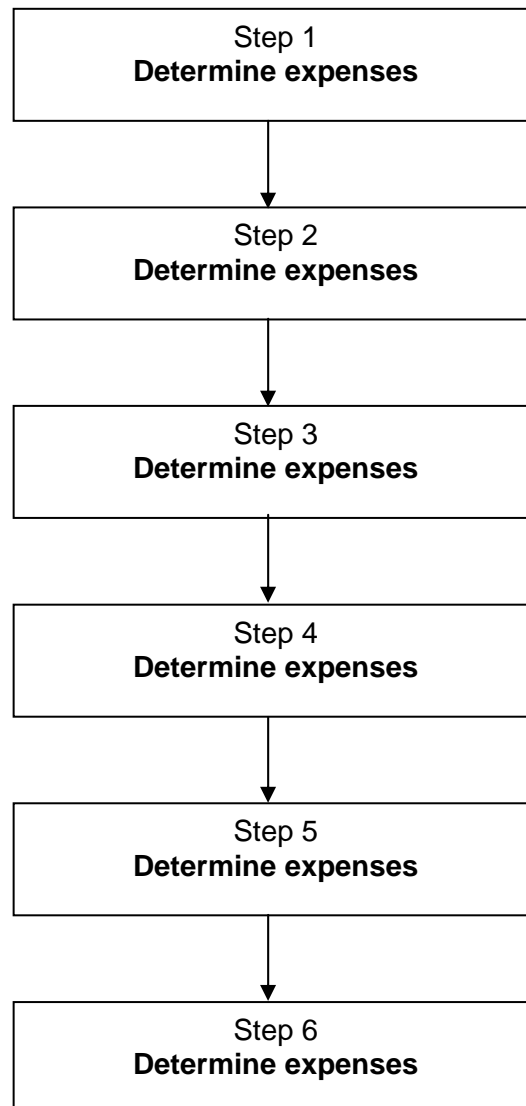 Step 1
Determine expenses
Step 2
Determine expenses
Step 3
Determine expenses
Step 4
Determine expenses
Step 5
Determine expenses
Step 6
Determine expenses